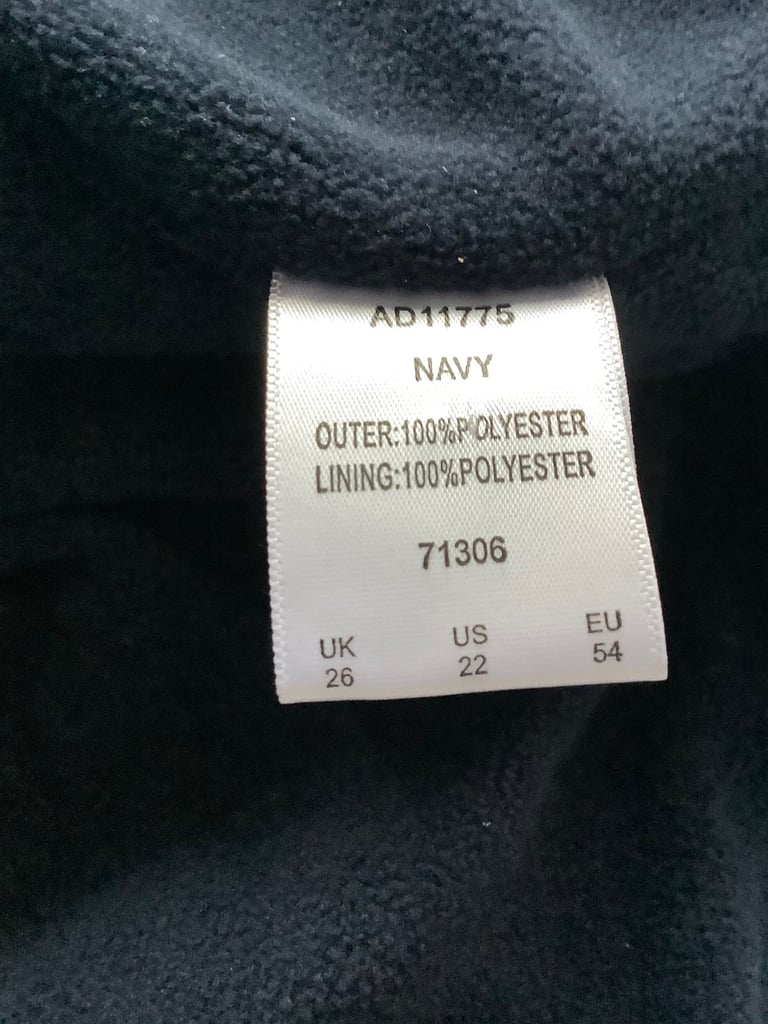 AD11775
NAVY
OUTER:100%POLYESTER
LINING:100%POLYESTER
71306
UK US EU
26 22 54